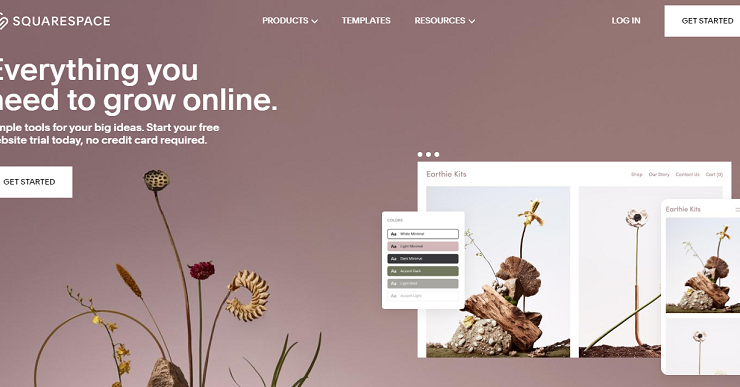 SQUARESPACE
PRODUCTS
TEMPLATES
RESOURCES
LOG IN
GET STARTED
Everything you
need to grow online.
mple tools for your big ideas. Start your free
ebsite trial today, no credit card required.
GET STARTED
Earthie Kits
Shop Our Story Contact Us Cart (0)
COLORS
Aa White Minimal
Aa Light Minimal
Aa Dark Minimal
Aa Accent Dark
Aa Light Bold
Aa Accent Light
Earthie Kits